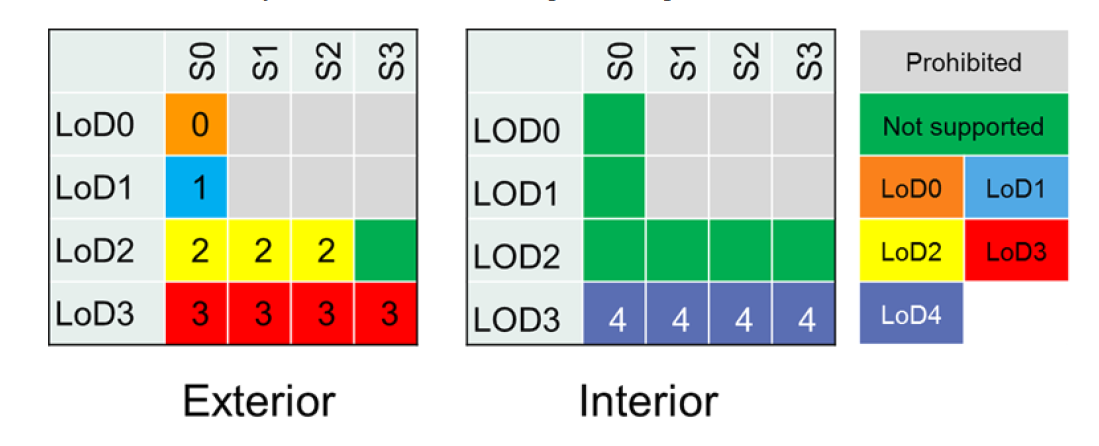 S0 S1 S2 S3
LoD0 0
LoD1 1
LoD2 2 2 2
LoD3 3 3 3 3
Exterior
S0 S1 S2 S3
LOD0
LOD1
LOD2
LOD3 4 4 4 4
Interior
Prohibited
Not supported
LoD0 LoD1
LoD2 LoD3
LoD4